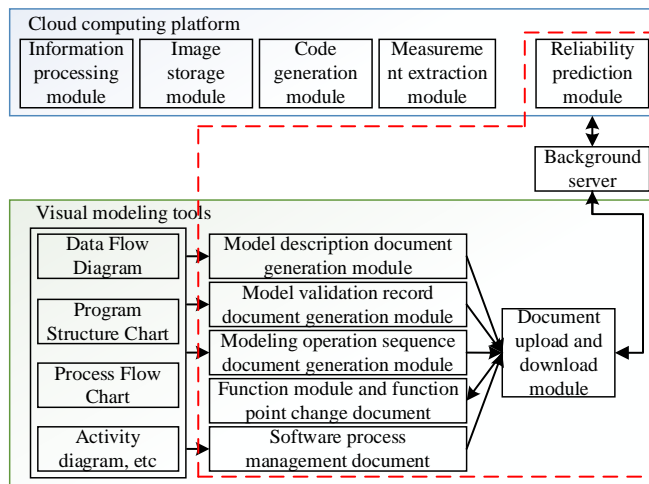 Cloud computing platform
Information
processing
module
Image
storage
module
Code
generation
module
Measureme
nt extraction
module
Reliability
prediction
module
Background
server
Visual modeling tools
Data Flow
Diagram
Program
Structure Chart
Process Flow
Chart
Activity
diagram, etc
Model description document
generation module
Model validation record
document generation module
Modeling operation sequence
document generation module
Function module and function
point change document
Software process
management document
Document
upload and
download
module